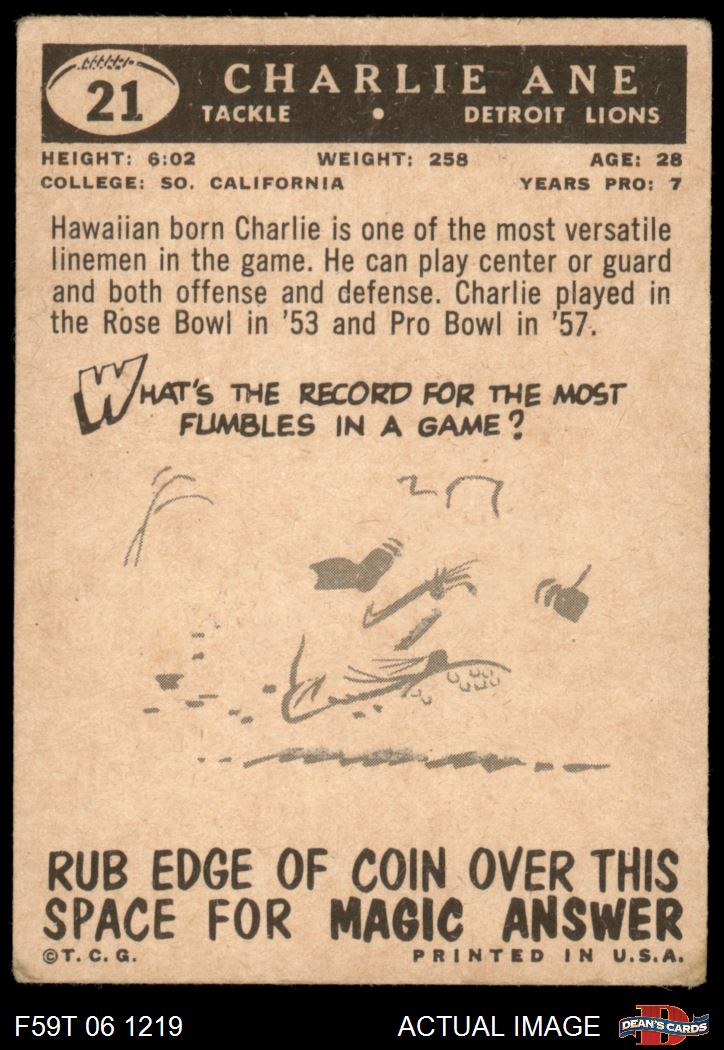 21
CHARLIE ANE
TACKLE • DETROIT LIONS
HEIGHT: 6:02 WEIGHT: 258 AGE: 28
COLLEGE: SO. CALIFORNIA YEARS PRO: 7
Hawaiian born Charlie is one of the most versatile
linemen in the game. He can play center or guard
and both offense and defense. Charlie played in
the Rose Bowl in '53 and Pro Bowl in '57.
WHAT'S THE RECORD FOR THE MOST
FUMBLES IN A GAME?
RUB EDGE OF COIN OVER THIS
SPACE FOR MAGIC ANSWER
©T. C. G. PRINTED IN U.S.A.
F59T 06 1219 ACTUAL IMAGE D
DEAN'S CARDS